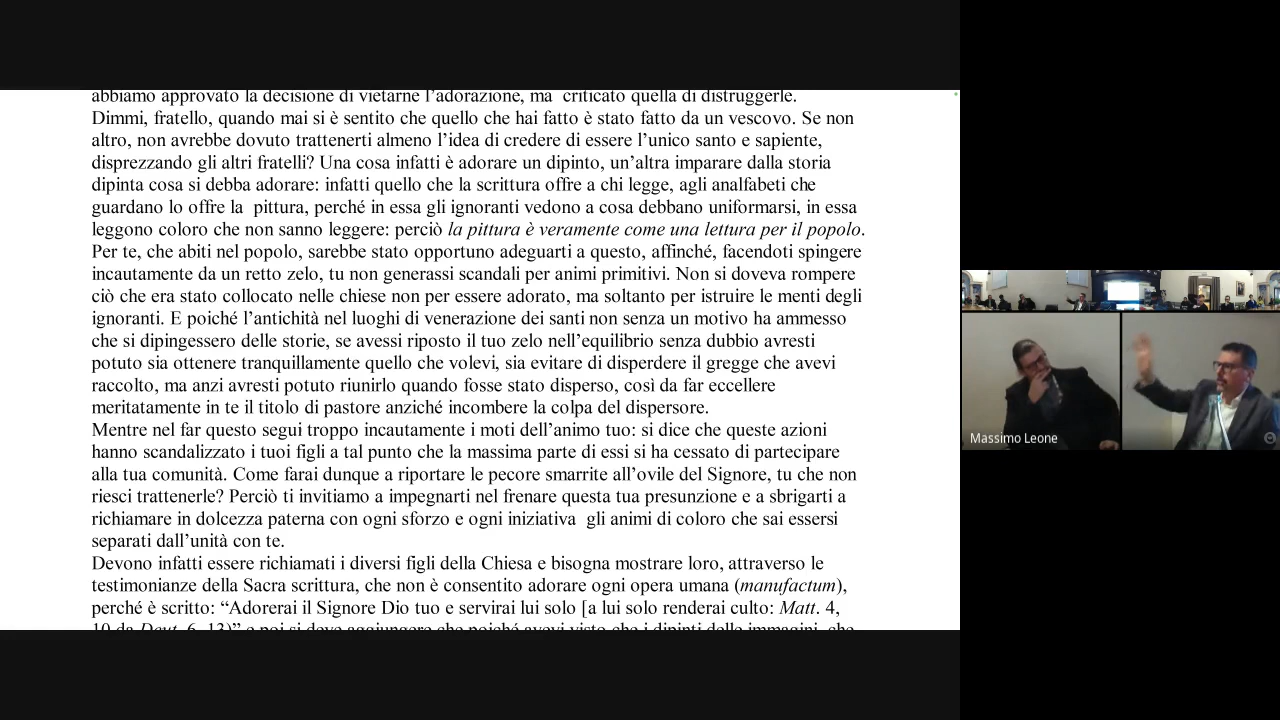 abbiamo approvato la decisione di vietarne l’adorazione, ma  criticato quella di distruggerle.
Dimmi, fratello, quando mai si è sentito che quello che hai fatto è stato fatto da un vescovo. Se non
altro, non avrebbe dovuto trattenerti almeno l’idea di credere di essere l’unico santo e sapiente,
disprezzando gli altri fratelli? Una cosa infatti è adorare un dipinto, un’altra imparare dalla storia
dipinta cosa si debba adorare: infatti quello che la scrittura offre a chi legge, agli analfabeti che
guardano lo offre la  pittura, perché in essa gli ignoranti vedono a cosa debbano uniformarsi, in essa
leggono coloro che non sanno leggere: perciò la pittura è veramente come una lettura per il popolo.
Per te, che abiti nel popolo, sarebbe stato opportuno adeguarti a questo, affinché, facendoti spingere
incautamente da un retto zelo, tu non generassi scandali per animi primitivi. Non si doveva rompere
ciò che era stato collocato nelle chiese non per essere adorato, ma soltanto per istruire le menti degli
ignoranti. E poiché l’antichità nel luoghi di venerazione dei santi non senza un motivo ha ammesso
che si dipingessero delle storie, se avessi riposto il tuo zelo nell’equilibrio senza dubbio avresti
potuto sia ottenere tranquillamente quello che volevi, sia evitare di disperdere il gregge che avevi
raccolto, ma anzi avresti potuto riunirlo quando fosse stato disperso, così da far eccellere
meritatamente in te il titolo di pastore anziché incombere la colpa del dispersore.
Mentre nel far questo segui troppo incautamente i moti dell’animo tuo: si dice che queste azioni
hanno scandalizzato i tuoi figli a tal punto che la massima parte di essi si ha cessato di partecipare
alla tua comunità. Come farai dunque a riportare le pecore smarrite all’ovile del Signore, tu che non
riesci trattenerle? Perciò ti invitiamo a impegnarti nel frenare questa tua presunzione e a sbrigarti a
richiamare in dolcezza paterna con ogni sforzo e ogni iniziativa  gli animi di coloro che sai essersi
separati dall’unità con te.
Devono infatti essere richiamati i diversi figli della Chiesa e bisogna mostrare loro, attraverso le
testimonianze della Sacra scrittura, che non è consentito adorare ogni opera umana (manufactum),
perché è scritto: “Adorerai il Signore Dio tuo e servirai lui solo [a lui solo renderai culto: Matt. 4,
10 da Deut. 6, 13)” e poi si deve aggiungere che poiché avevi visto che i dipinti delle immagini, che
Massimo Leone